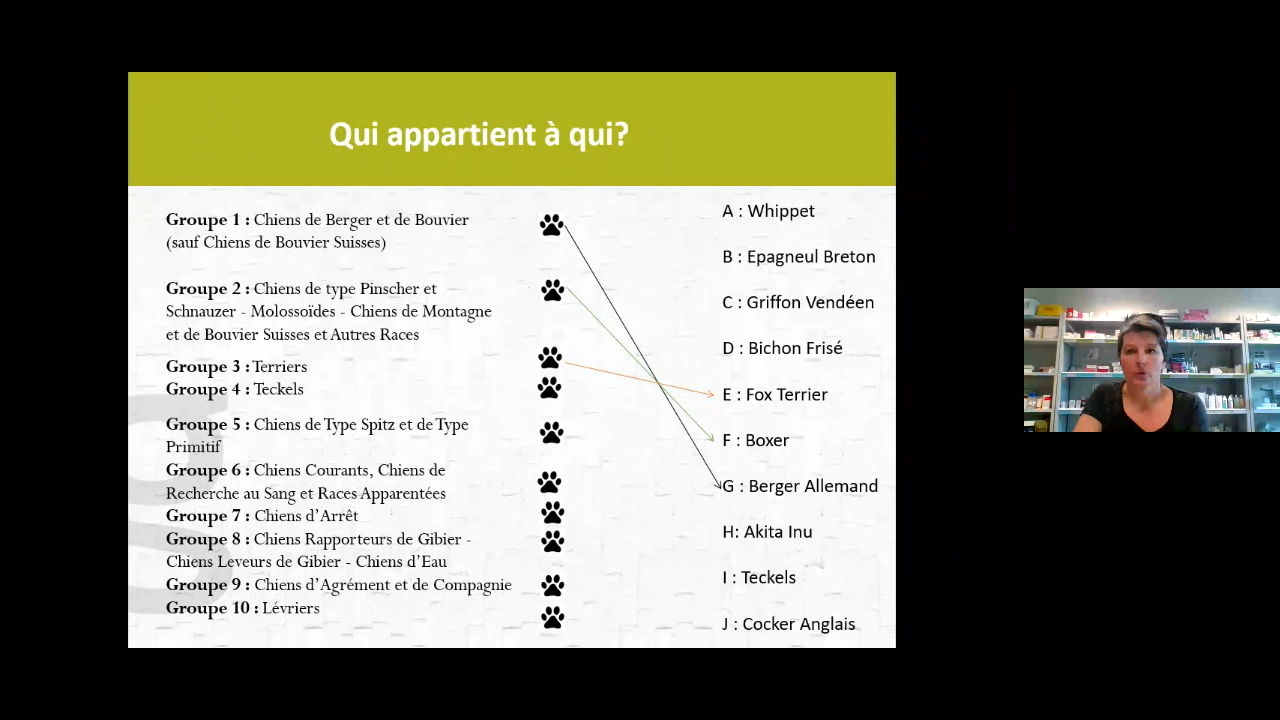 Qui appartient à qui?
Groupe 1 : Chiens de Berger et de Bouvier
(sauf Chiens de Bouvier Suisses)
Groupe 2 : Chiens de type Pinscher et
Schnauzer - Molossoïdes - Chiens de Montagne
et de Bouvier Suisses et Autres Races
Groupe 3 : Terriers
Groupe 4 : Teckels
Groupe 5 : Chiens de Type Spitz et de Type
Primitif
Groupe 6 : Chiens Courants, Chiens de
Recherche au Sang et Races Apparentées
Groupe 7 : Chiens d'Arrêt
Groupe 8 : Chiens Rapporteurs de Gibier -
Chiens Leveurs de Gibier - Chiens d'Eau
Groupe 9 : Chiens d'Agrément et de Compagnie
Groupe 10 : Lévriers
A : Whippet
B : Epagneul Breton
C : Griffon Vendéen
D : Bichon Frisé
E : Fox Terrier
F : Boxer
G : Berger Allemand
H: Akita Inu
I : Teckels
J : Cocker Anglais